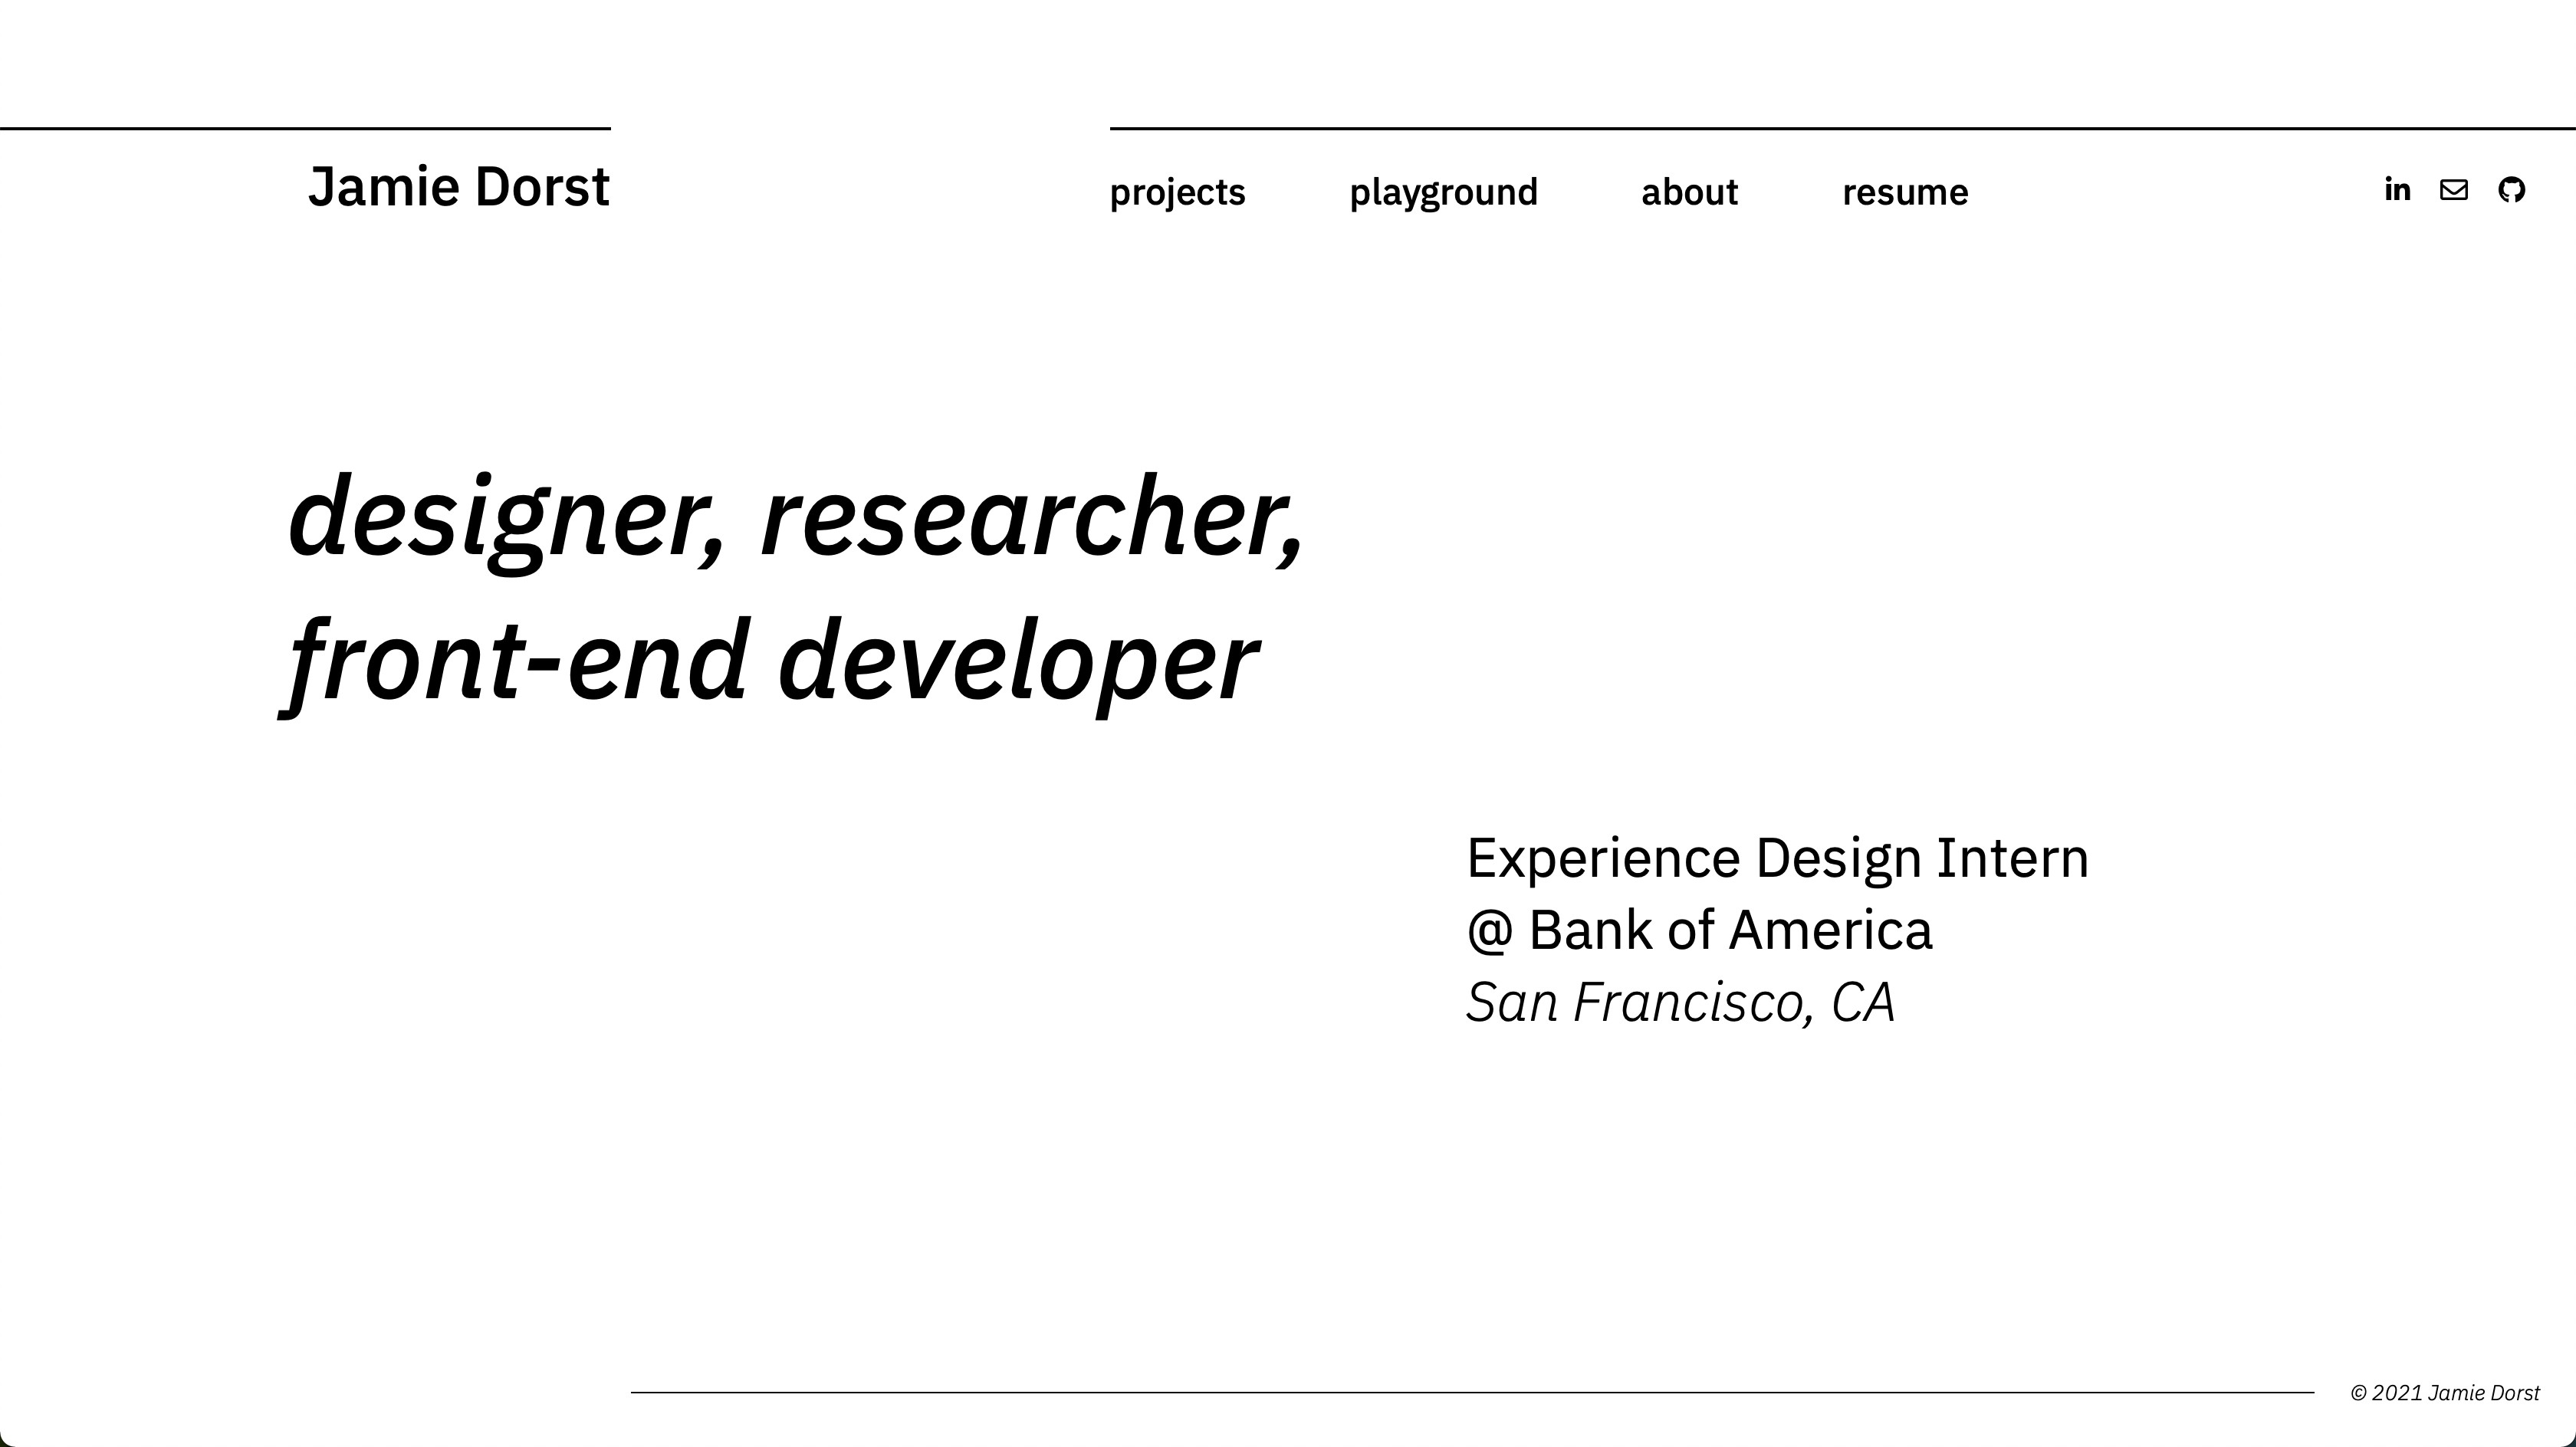 Jamie Dorst
projects playground about resume
in
designer, researcher,
front-end developer
Experience Design Intern
@ Bank of America
San Francisco, CA
© 2021 Jamie Dorst